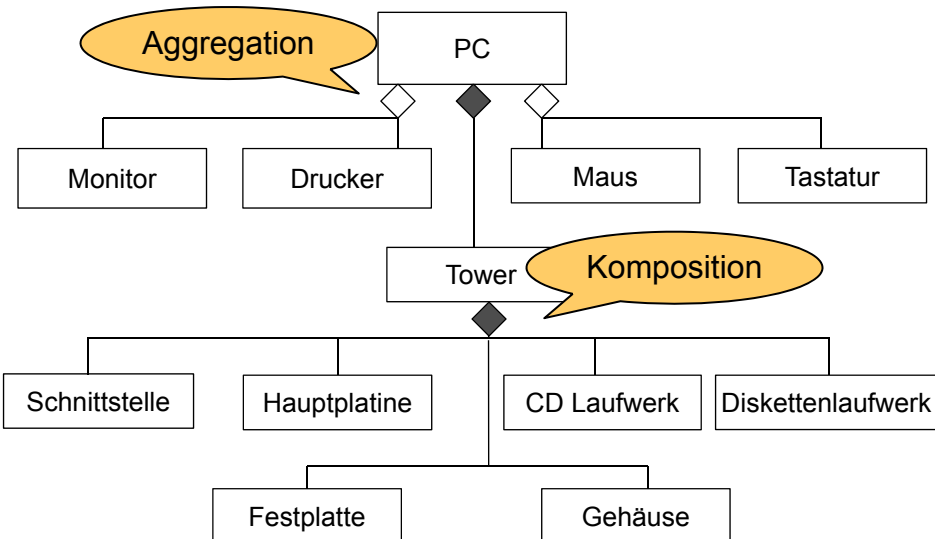 Aggregation
PC
Monitor
Drucker
Maus
Tastatur
Tower
Komposition
Schnittstelle
Hauptplatine
CD Laufwerk
Diskettenlaufwerk
Festplatte
Gehäuse